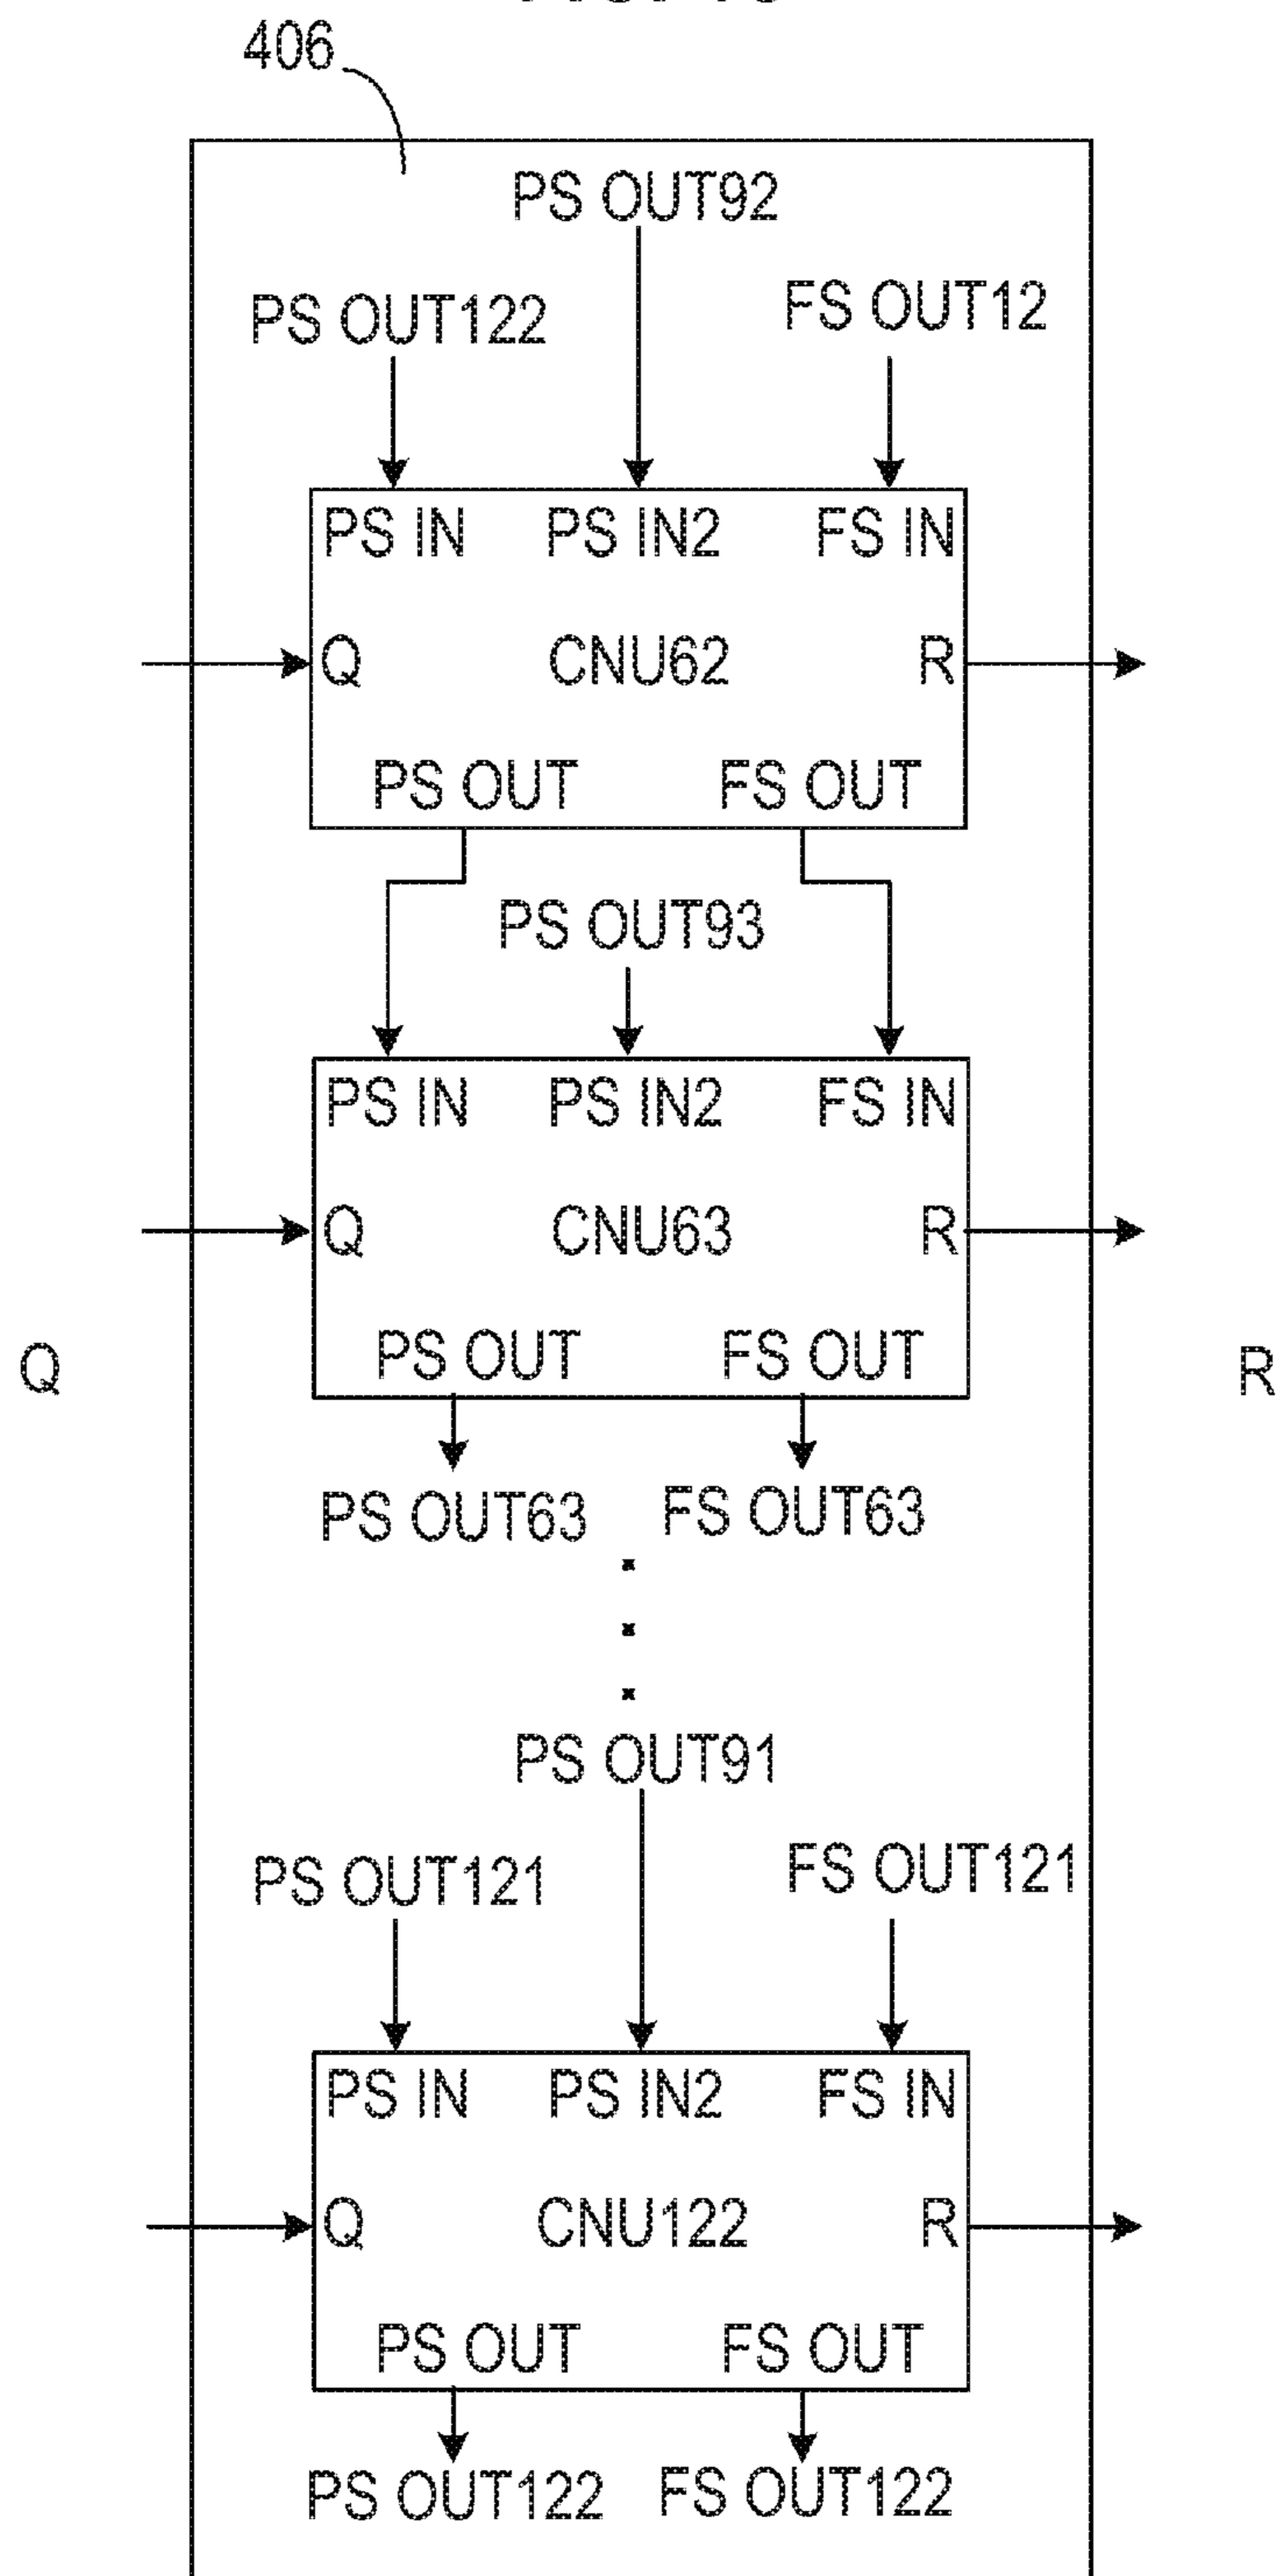 406
PS OUT92
PS OUT122
FS OUT12
PS IN PS IN2 FS IN
Q CNU62 R
PS OUT FS OUT
PS OUT93
PS IN PS IN2 FS IN
Q CNU63 R
PS OUT FS OUT
Q
R
PS OUT63 FS OUT63
PS OUT91
PS OUT121
FS OUT121
PS IN PS IN2 FS IN
Q CNU122 R
PS OUT FS OUT
PS OUT122 FS OUT122